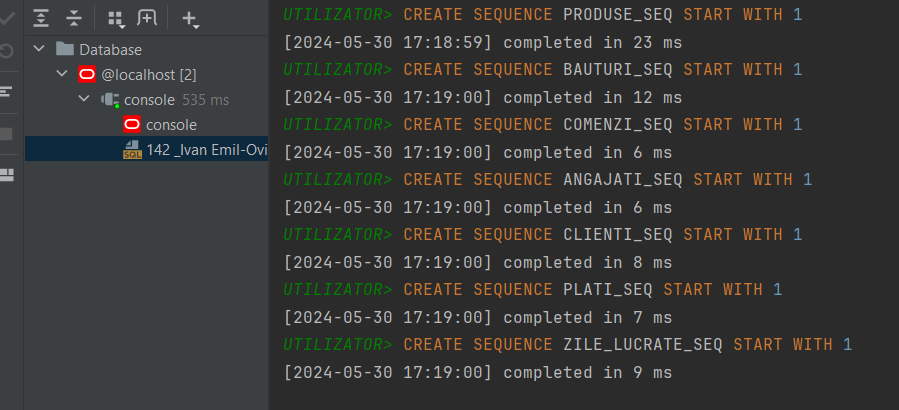 Database
@localhost [2]
console 535 ms
console
142 _Ivan Emil-Ovi
UTILIZATOR> CREATE SEQUENCE PRODUSE_SEQ START WITH 1
[2024-05-30 17:18:59] completed in 23 ms
UTILIZATOR> CREATE SEQUENCE BAUTURI_SEQ START WITH 1
[2024-05-30 17:19:00] completed in 12 ms
UTILIZATOR> CREATE SEQUENCE COMENZI_SEQ START WITH 1
[2024-05-30 17:19:00] completed in 6 ms
UTILIZATOR> CREATE SEQUENCE ANGAJATI_SEQ START WITH 1
[2024-05-30 17:19:00] completed in 6 ms
UTILIZATOR> CREATE SEQUENCE CLIENTI_SEQ START WITH 1
[2024-05-30 17:19:00] completed in 8 ms
UTILIZATOR> CREATE SEQUENCE PLATI_SEQ START WITH 1
[2024-05-30 17:19:00] completed in 7 ms
UTILIZATOR> CREATE SEQUENCE ZILE_LUCRATE_SEQ START WITH 1
[2024-05-30 17:19:00] completed in 9 ms